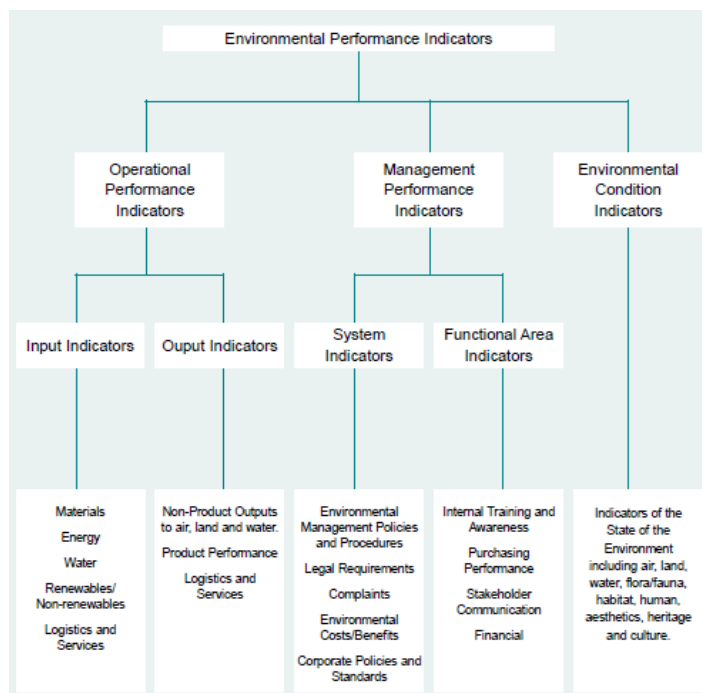 Environmental Performance Indicators
Operational
Performance
Indicators
Management
Performance
Indicators
Environmental
Condition
Indicators
Input Indicators
Ouput Indicators
System
Indicators
Functional Area
Indicators
Materials
Energy
Water
Renewables/
Non-renewables
Logistics and
Services
Non-Product Outputs
to air, land and water.
Product Performance
Logistics and
Services
Environmental
Management Policies
and Procedures
Legal Requirements
Complaints
Environmental
Costs/Benefits
Corporate Policies and
Standards
Internal Training and
Awareness
Purchasing
Performance
Stakeholder
Communication
Financial
Indicators of the
State of the
Environment
including air, land,
water, flora/fauna,
habitat, human,
aesthetics, heritage
and culture.